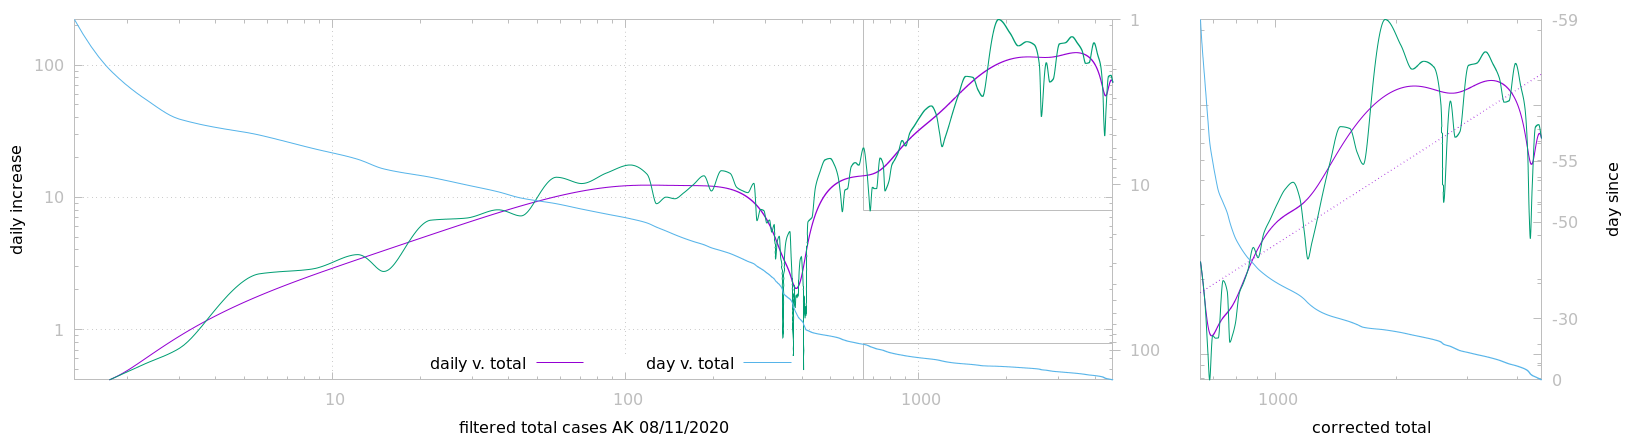 100
10
1
daily increase
10
100
1000
filtered total cases AK 08/11/2020
daily v. total
day v. total
1
10
100
1000
corrected total
-59
-55
-50
-30
0
day since